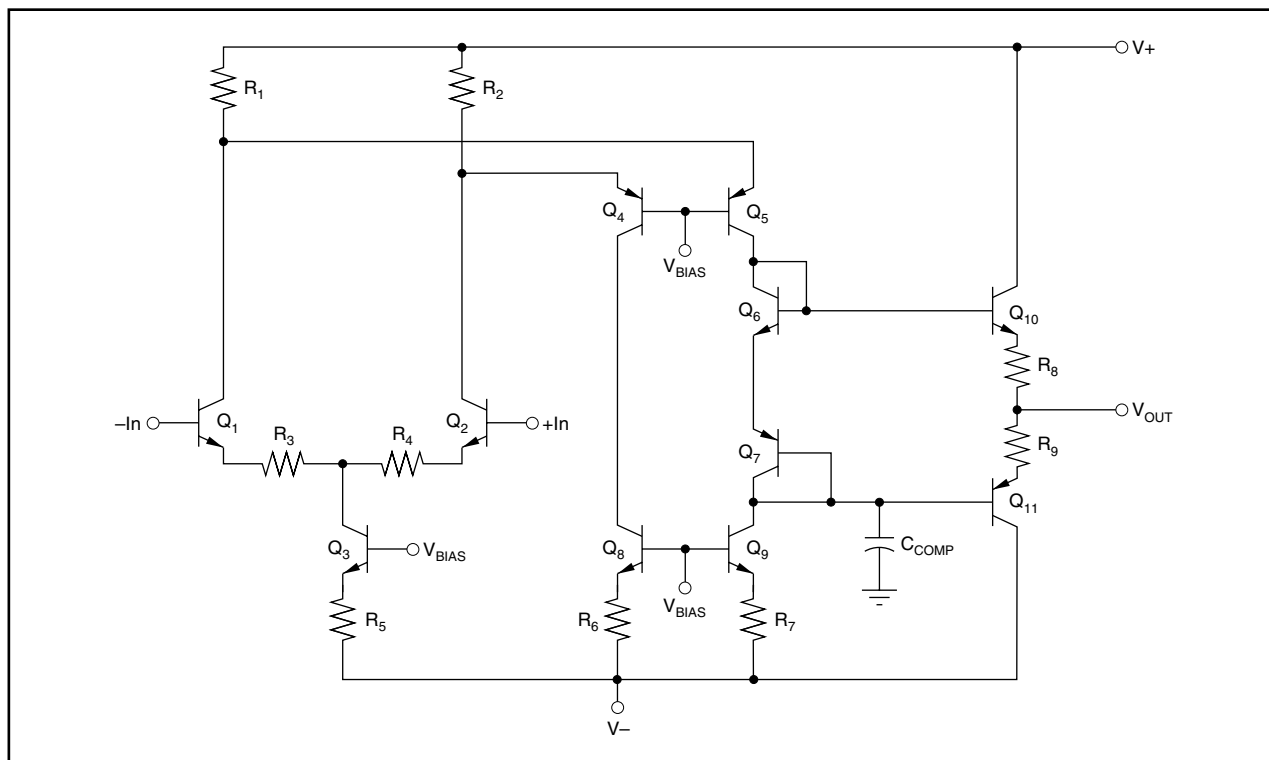 V+
R1
R2
Q4
Q5
VBIAS
Q6
Q10
R8
–In
Q1
R3
R4
Q2
+In
VOUT
R9
Q7
Q11
Q3
VBIAS
Q8
Q9
CCOMP
VBIAS
R5
R6
R7
V–